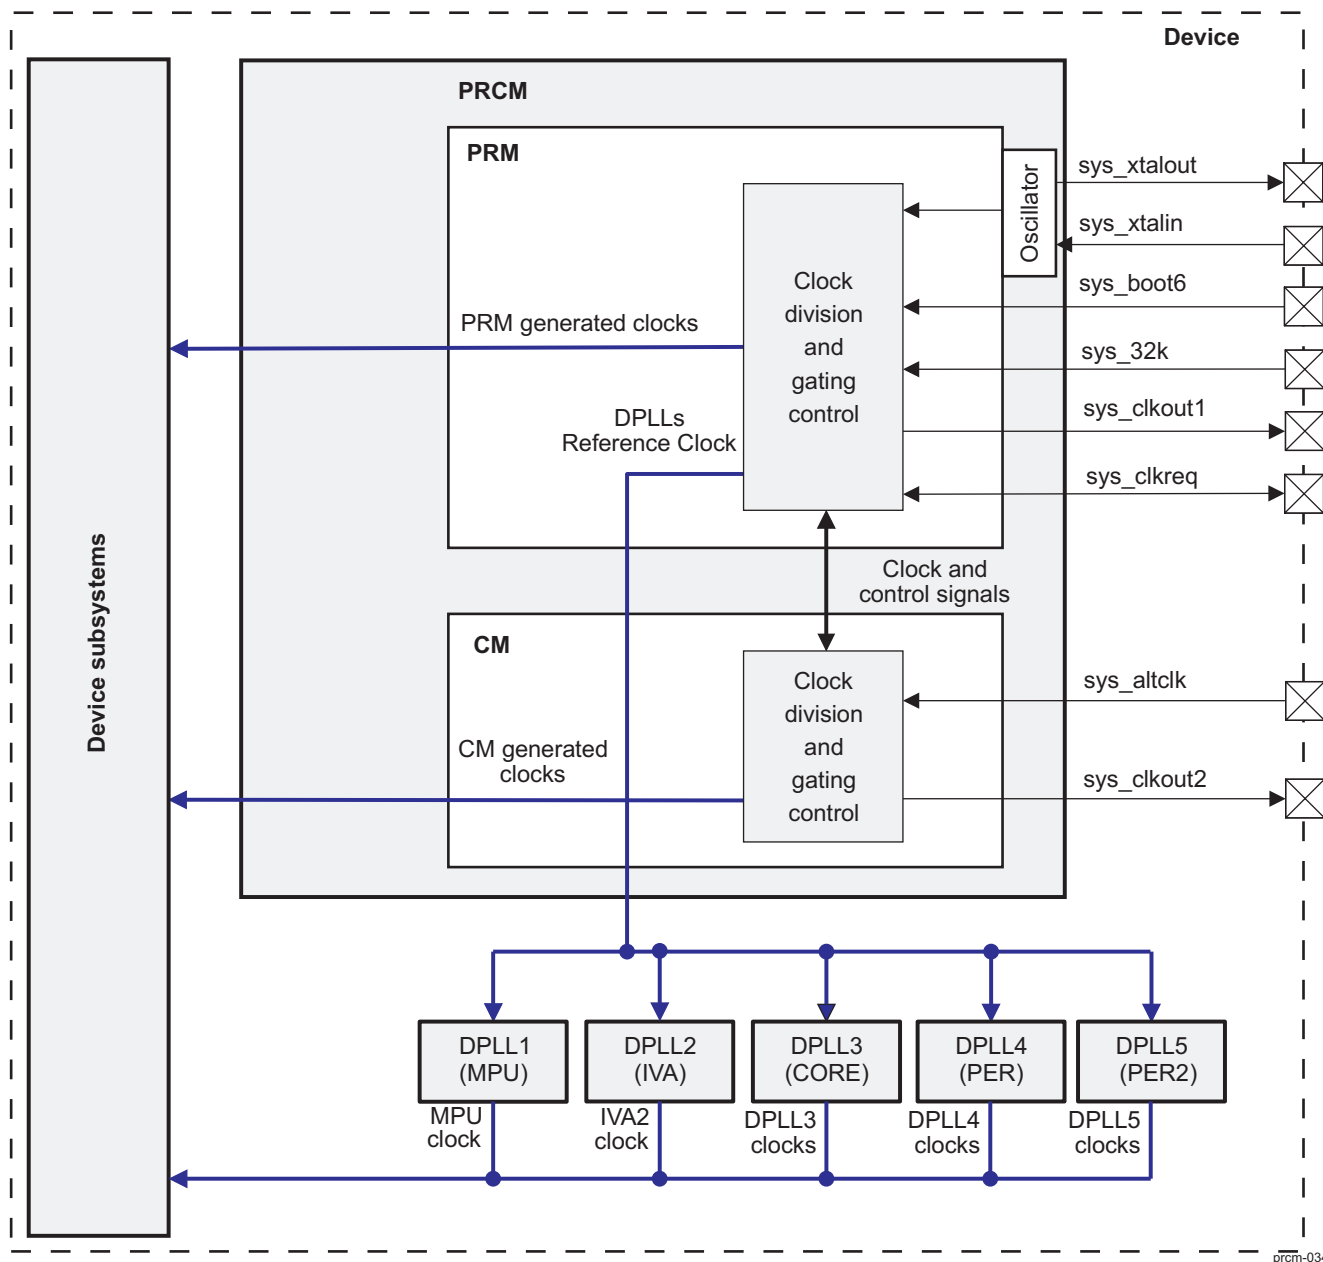 Device
PRCM
PRM
Oscillator
sys_xtalout
sys_xtalin
sys_boot6
sys_32k
sys_clkout1
sys_clkreq
Clock
division
and
gating
control
PRM generated clocks
DPLLs
Reference Clock
Clock and
control signals
Device subsystems
CM
Clock
division
and
gating
control
sys_altclk
sys_clkout2
CM generated
clocks
DPLL1
(MPU)
DPLL2
(IVA)
DPLL3
(CORE)
DPLL4
(PER)
DPLL5
(PER2)
MPU
clock
IVA2
clock
DPLL3
clocks
DPLL4
clocks
DPLL5
clocks
prcm-034